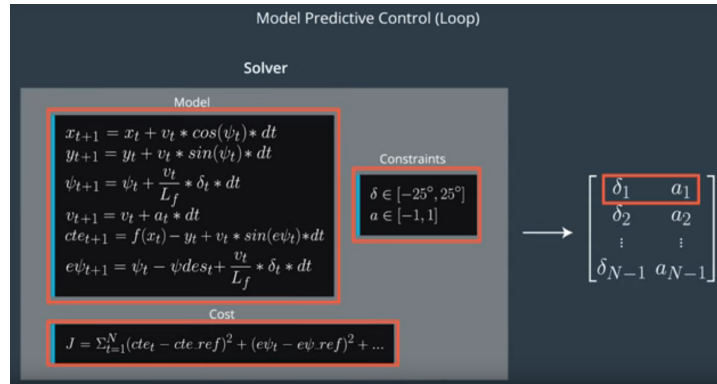 Model Predictive Control (Loop)
Solver
Model
x_{t+1} = x_t + v_t * cos(ψ_t) * dt
y_{t+1} = y_t + v_t * sin(ψ_t) * dt
ψ_{t+1} = ψ_t + \frac{v_t}{L_f} * δ_t * dt
v_{t+1} = v_t + a_t * dt
cte_{t+1} = f(x_t) − y_t + v_t * sin(eψ_t) * dt
eψ_{t+1} = ψ_t − ψdes_t + \frac{v_t}{L_f} * δ_t * dt
Constraints
δ ∈ [−25°, 25°]
a ∈ [−1, 1]
Cost
J = Σ_{t=1}^{N} (cte_t − cte_ref)^2 + (eψ_t − eψ_ref)^2 + ...
δ_1 a_1
δ_2 a_2
⋮ ⋮
δ_{N−1} a_{N−1}